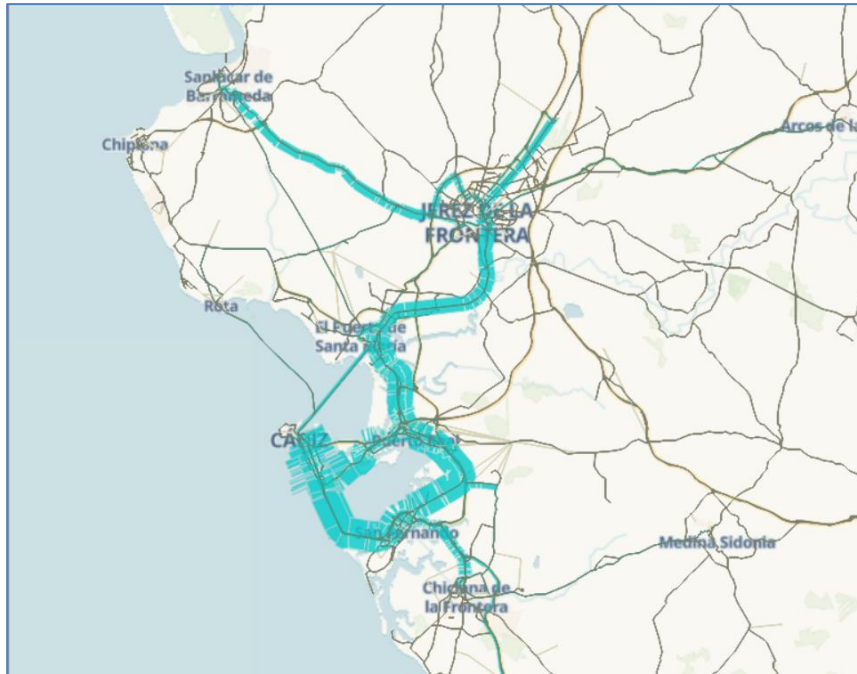 Sanlúcar de
Barrameda
Chipiona
Arcos de la
JEREZ DE LA
FRONTERA
Rota
El Puerto de
Santa María
CADIZ
Puerto Real
San Fernando
Medina Sidonia
Chiclana de
la Frontera